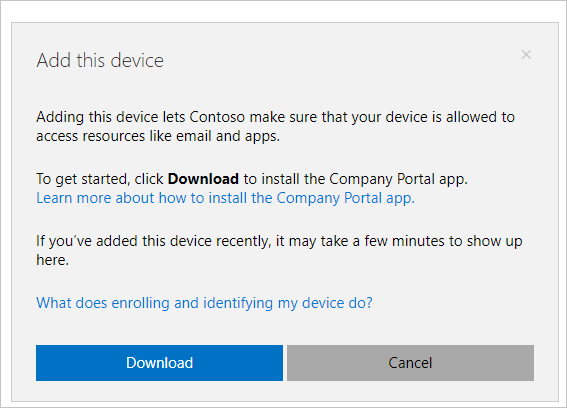 Add this device
Adding this device lets Contoso make sure that your device is allowed to
access resources like email and apps.
To get started, click Download to install the Company Portal app.
Learn more about how to install the Company Portal app.
If you've added this device recently, it may take a few minutes to show up
here.
What does enrolling and identifying my device do?
Download
Cancel